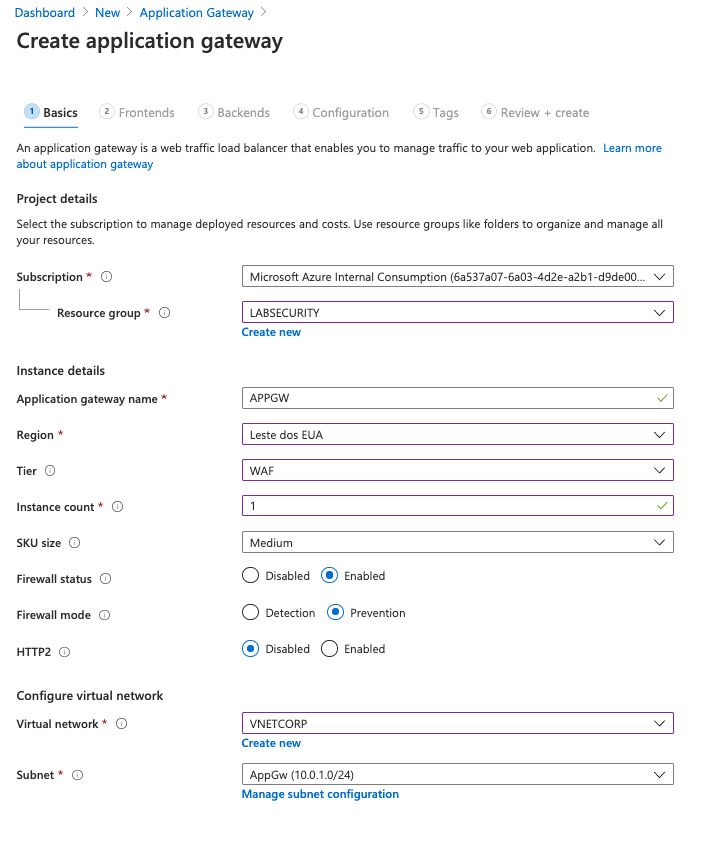 Dashboard > New > Application Gateway >
Create application gateway
1 Basics 2 Frontends 3 Backends 4 Configuration 5 Tags 6 Review + create
An application gateway is a web traffic load balancer that enables you to manage traffic to your web application. Learn more
about application gateway
Project details
Select the subscription to manage deployed resources and costs. Use resource groups like folders to organize and manage all
your resources.
Subscription * Microsoft Azure Internal Consumption (6a537a07-6a03-4d2e-a2b1-d9de00...
Resource group * LABSECURITY
Create new
Instance details
Application gateway name * APPGW
Region * Leste dos EUA
Tier WAF
Instance count * 1
SKU size Medium
Firewall status Disabled Enabled
Firewall mode Detection Prevention
HTTP2 Disabled Enabled
Configure virtual network
Virtual network * VNETCORP
Create new
Subnet * AppGw (10.0.1.0/24)
Manage subnet configuration